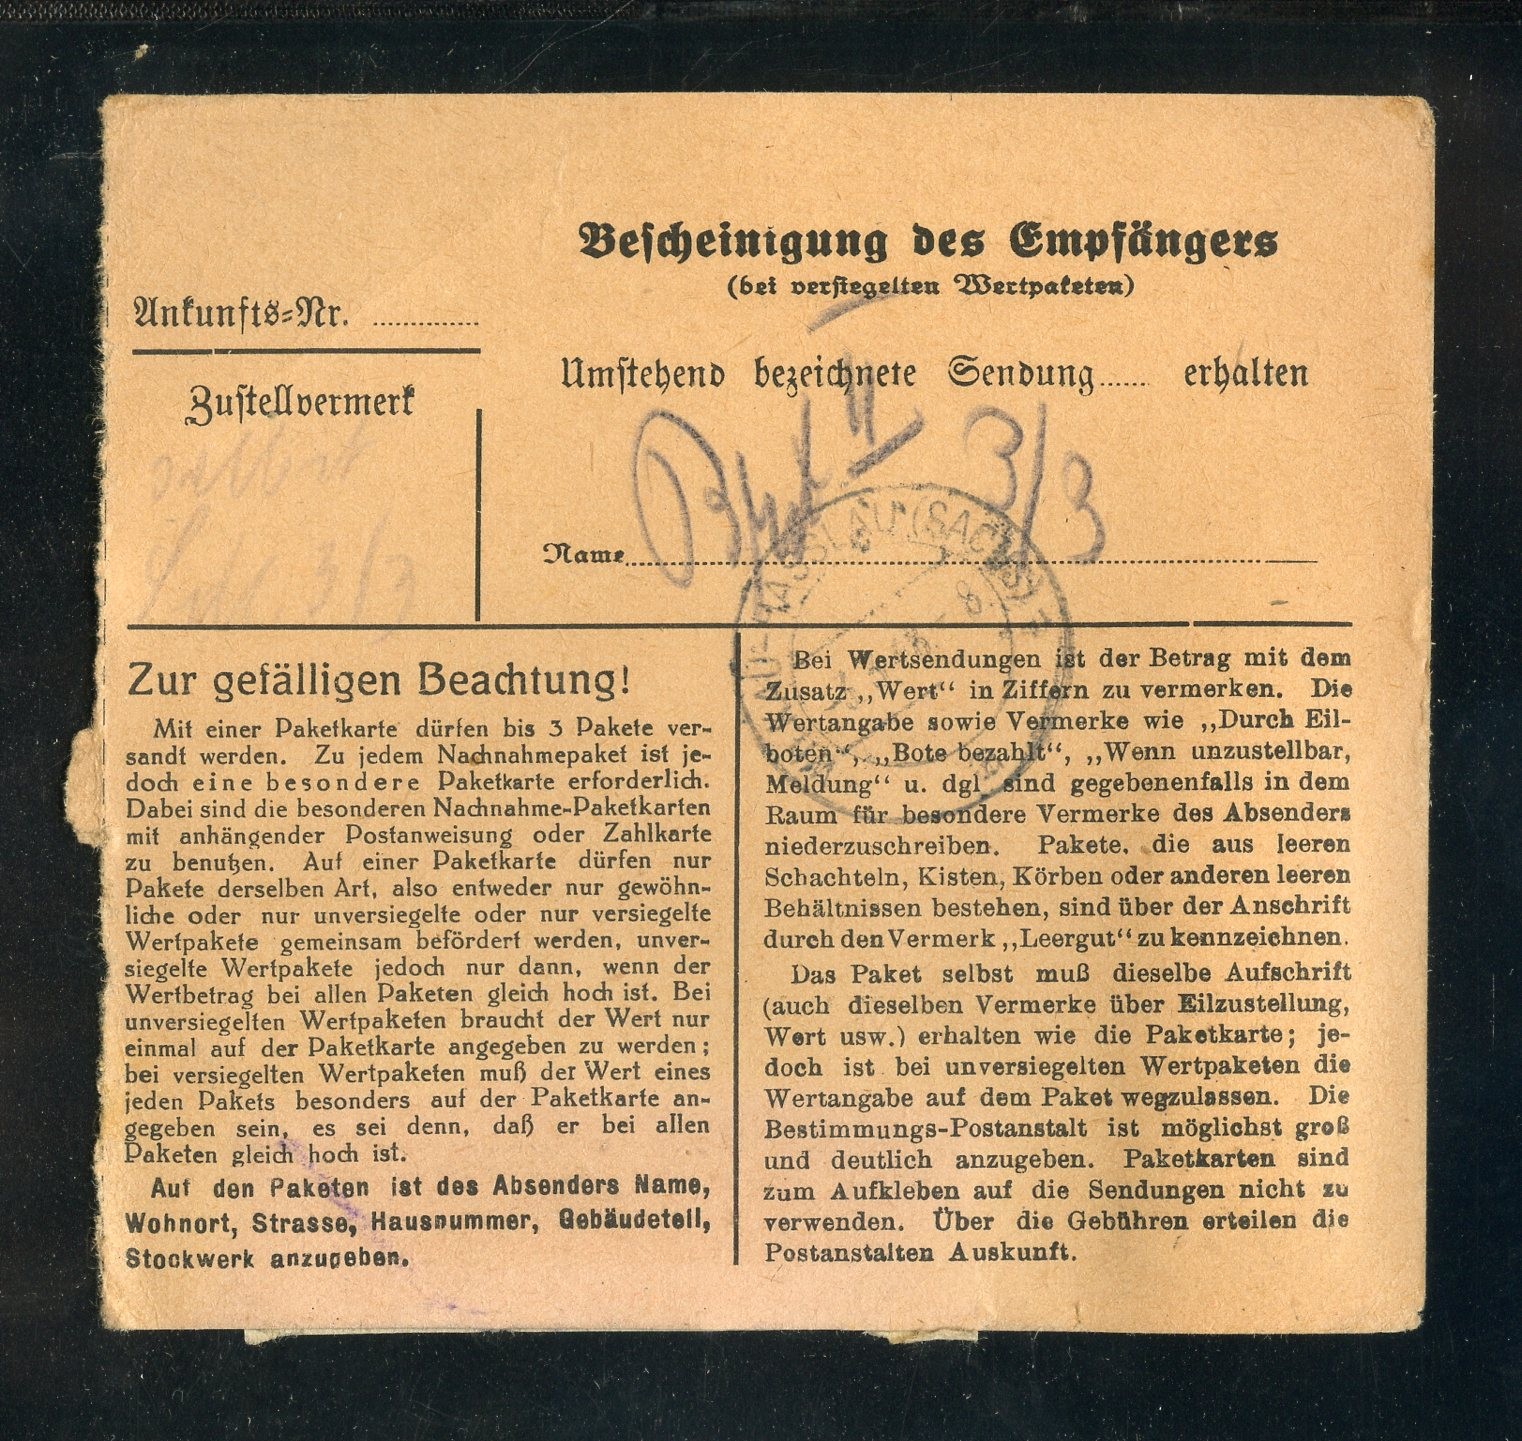 Bescheinigung des Empfängers
(bei versiegelten Wertpaketen)
Ankunfts-Nr. ............
Umstehend bezeichnete Sendung...... erhalten
Zustellvermerk
3/3
Name
3/3
Zur gefälligen Beachtung!
Mit einer Paketkarte dürfen bis 3 Pakete ver-
sandt werden. Zu jedem Nachnahmepaket ist je-
doch eine besondere Paketkarte erforderlich.
Dabei sind die besonderen Nachnahme-Paketkarten
mit anhängender Postanweisung oder Zahlkarte
zu benutzen. Auf einer Paketkarte dürfen nur
Pakete derselben Art, also entweder nur gewöhn-
liche oder nur unversiegelte oder nur versiegelte
Wertpakete gemeinsam befördert werden, unver-
siegelte Wertpakete jedoch nur dann, wenn der
Wertbetrag bei allen Paketen gleich hoch ist. Bei
unversiegelten Wertpaketen braucht der Wert nur
einmal auf der Paketkarte angegeben zu werden;
bei versiegelten Wertpaketen muß der Wert eines
jeden Pakets besonders auf der Paketkarte an-
gegeben sein, es sei denn, daß er bei allen
Paketen gleich hoch ist.
Auf den Paketen ist des Absenders Name,
Wohnort, Strasse, Hausnummer, Gebäudeteil,
Stockwerk anzugeben.
Bei Wertsendungen ist der Betrag mit dem
Zusatz „Wert“ in Ziffern zu vermerken. Die
Wertangabe sowie Vermerke wie „Durch Eil-
boten“, „Bote bezahlt“, „Wenn unzustellbar,
Meldung“ u. dgl. sind gegebenenfalls in dem
Raum für besondere Vermerke des Absenders
niederzuschreiben. Pakete, die aus leeren
Schachteln, Kisten, Körben oder anderen leeren
Behältnissen bestehen, sind über der Anschrift
durch den Vermerk „Leergut“ zu kennzeichnen.
Das Paket selbst muß dieselbe Aufschrift
(auch dieselben Vermerke über Eilzustellung,
Wert usw.) erhalten wie die Paketkarte; je-
doch ist bei unversiegelten Wertpaketen die
Wertangabe auf dem Paket wegzulassen. Die
Bestimmungs-Postanstalt ist möglichst groß
und deutlich anzugeben. Paketkarten sind
zum Aufkleben auf die Sendungen nicht zu
verwenden. Über die Gebühren erteilen die
Postanstalten Auskunft.